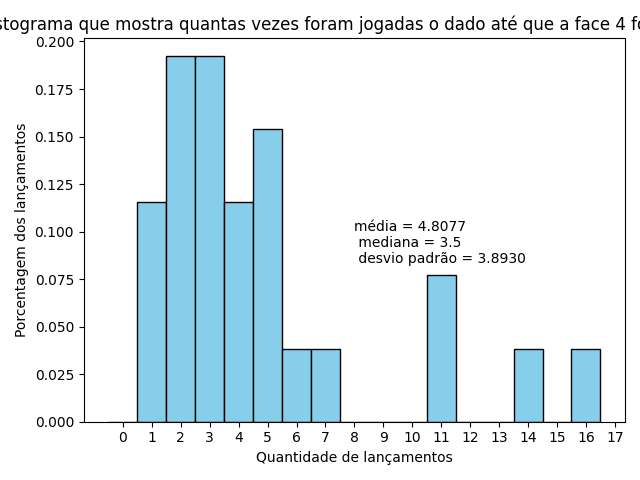 stograma que mostra quantas vezes foram jogadas o dado até que a face 4 fo
0.200
0.175
0.150
0.125
0.100
0.075
0.050
0.025
0.000
Porcentagem dos lançamentos
média = 4.8077
mediana = 3.5
desvio padrão = 3.8930
0 1 2 3 4 5 6 7 8 9 10 11 12 13 14 15 16 17
Quantidade de lançamentos